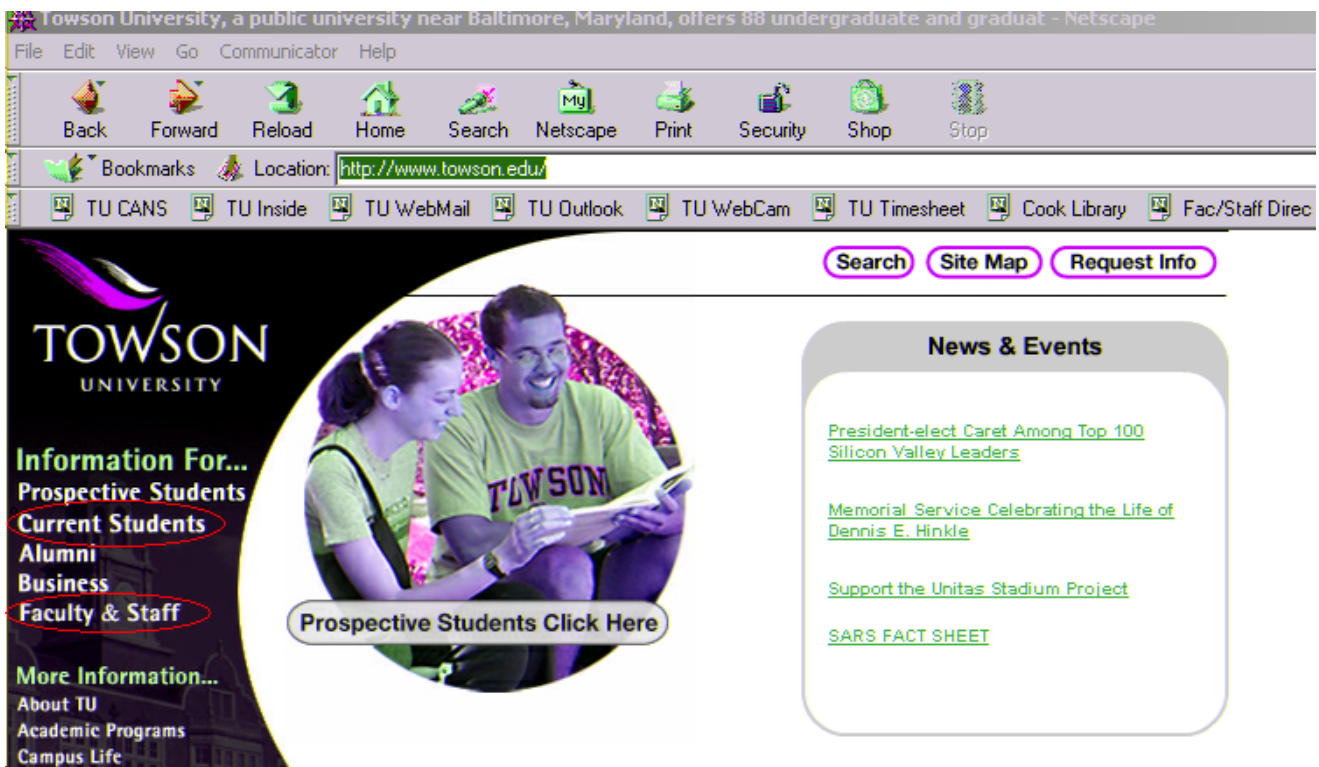 Towson University, a public university near Baltimore, Maryland, offers 88 undergraduate and graduat - Netscape
File Edit View Go Communicator Help
My
Back Forward Reload Home Search Netscape Print Security Shop Stop
Bookmarks Location: http://www.towson.edu/
TU CANS TU Inside TU WebMail TU Outlook TU WebCam TU Timesheet Cook Library Fac/Staff Direc
Search Site Map Request Info
TOWSON
UNIVERSITY
Information For...
Prospective Students
Current Students
Alumni
Business
Faculty & Staff
More Information...
About TU
Academic Programs
Campus Life
TOWSON
Prospective Students Click Here
News & Events
President-elect Caret Among Top 100
Silicon Valley Leaders
Memorial Service Celebrating the Life of
Dennis E. Hinkle
Support the Unitas Stadium Project
SARS FACT SHEET